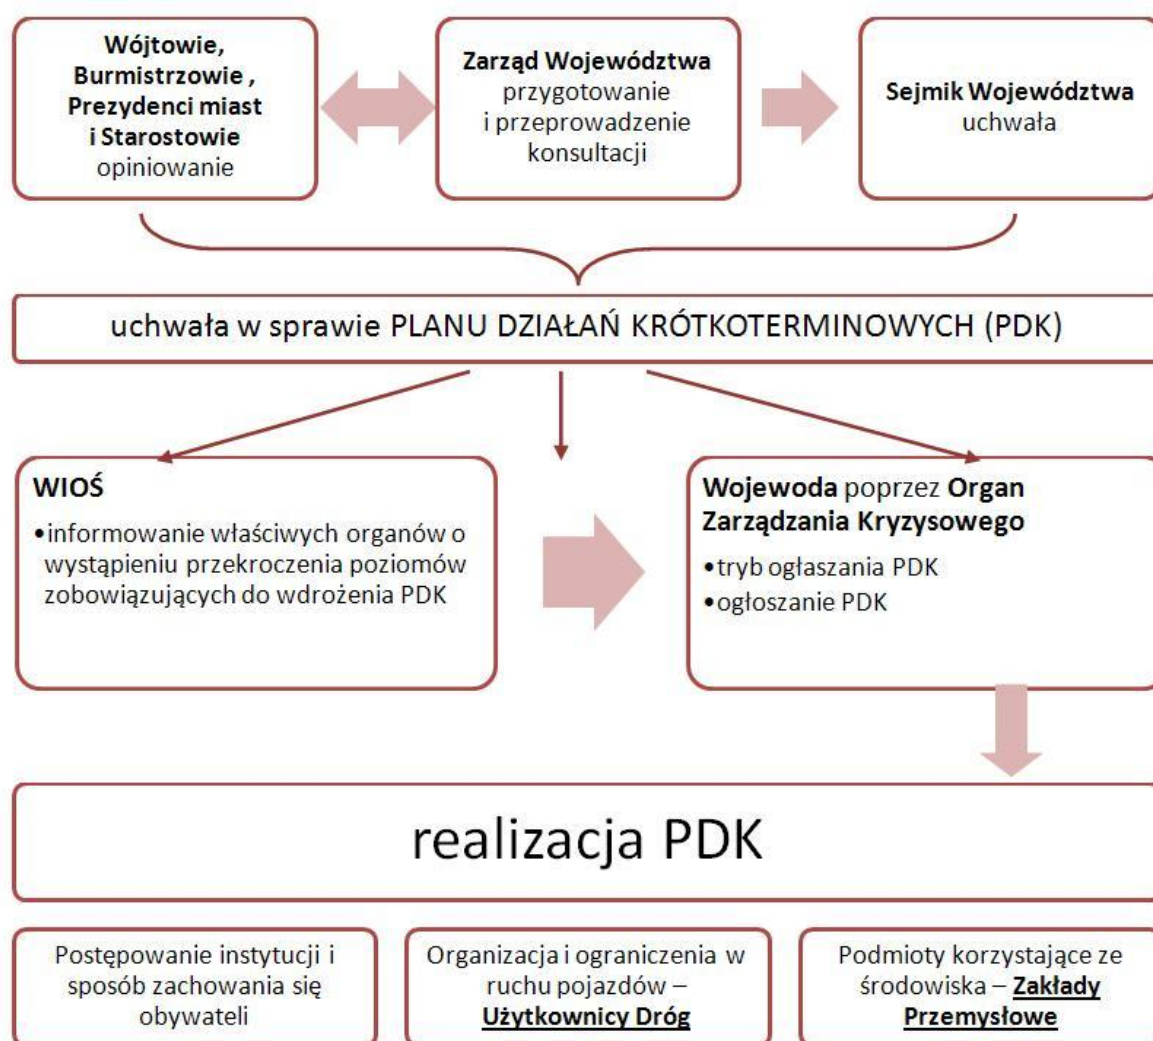 Wójtowie,
Burmistrzowie ,
Prezydenci miast
i Starostowie
opiniowanie
Zarząd Województwa
przygotowanie
i przeprowadzenie
konsultacji
Sejmik Województwa
uchwała
uchwała w sprawie PLANU DZIAŁAŃ KRÓTKOTERMINOWYCH (PDK)
WIOŚ
•informowanie właściwych organów o
wystąpieniu przekroczenia poziomów
zobowiązujących do wdrożenia PDK
Wojewoda poprzez Organ
Zarządzania Kryzysowego
•tryb ogłaszania PDK
•ogłoszanie PDK
realizacja PDK
Postępowanie instytucji i
sposób zachowania się
obywateli
Organizacja i ograniczenia w
ruchu pojazdów –
Użytkownicy Dróg
Podmioty korzystające ze
środowiska – Zakłady
Przemysłowe